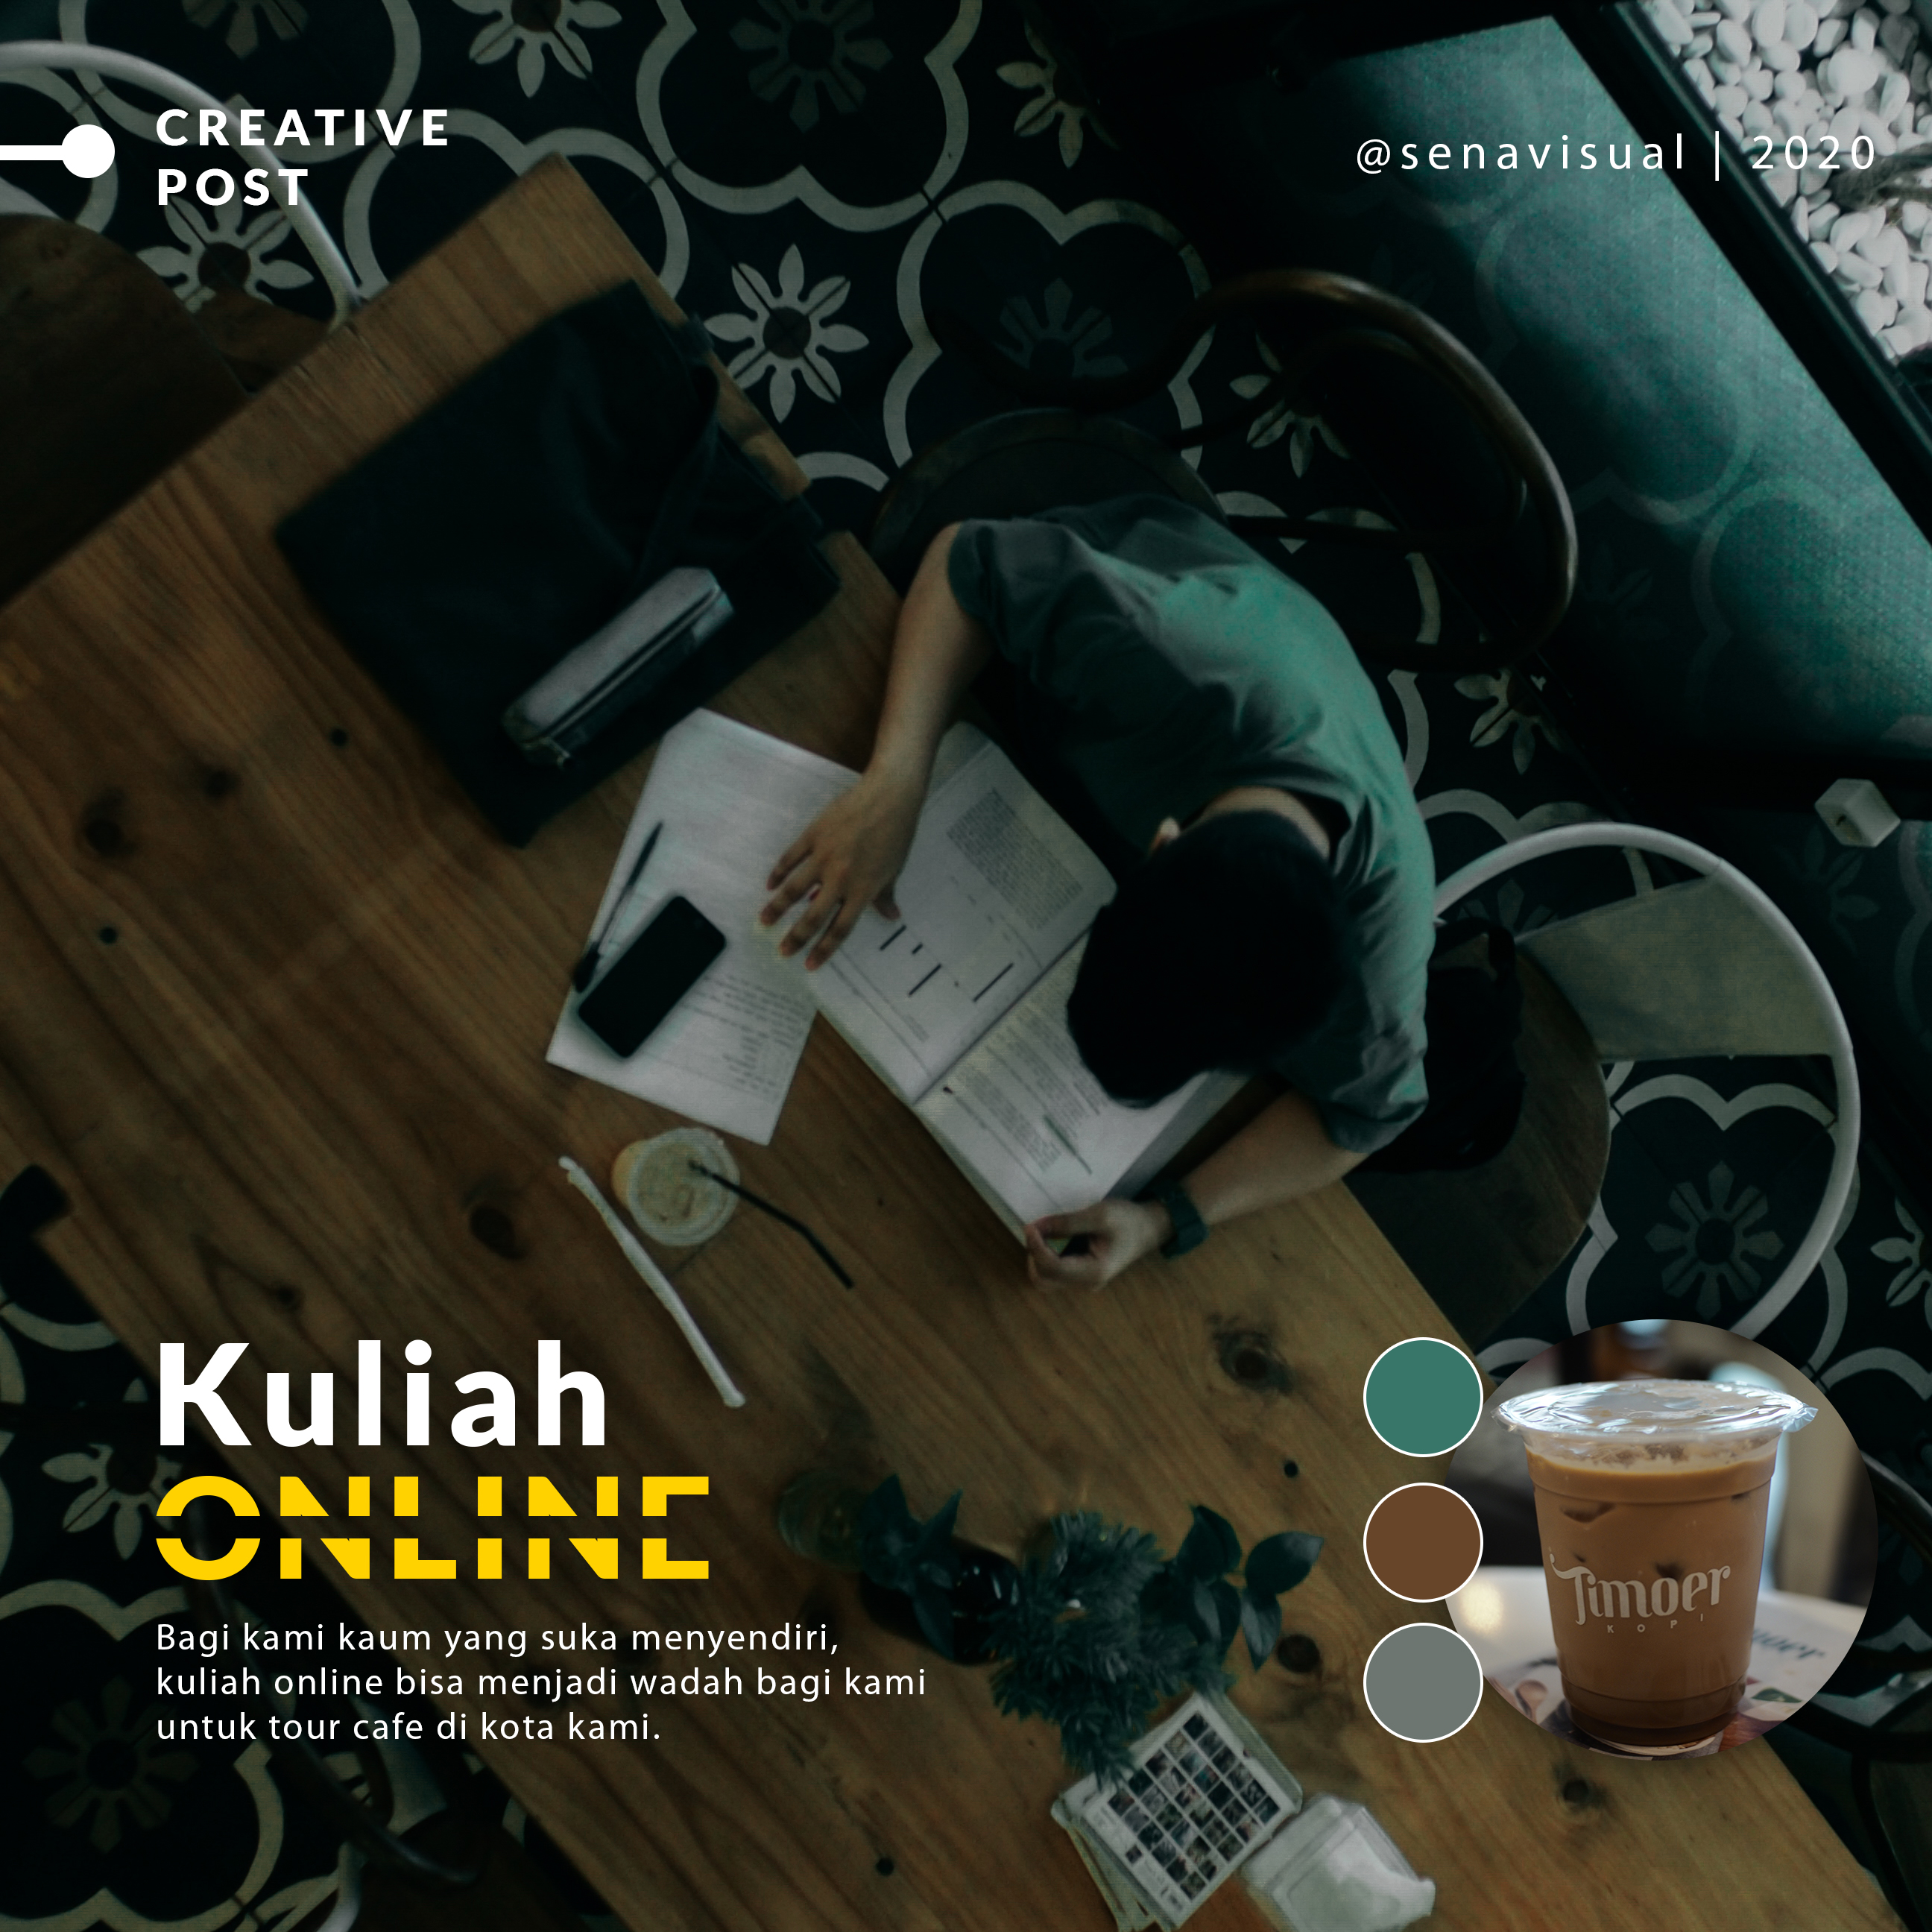 CREATIVE
POST
@senavisual | 2020
Kuliah
ONLINE
Bagi kami kaum yang suka menyendiri,
kuliah online bisa menjadi wadah bagi kami
untuk tour cafe di kota kami.
Timoer
KOPI